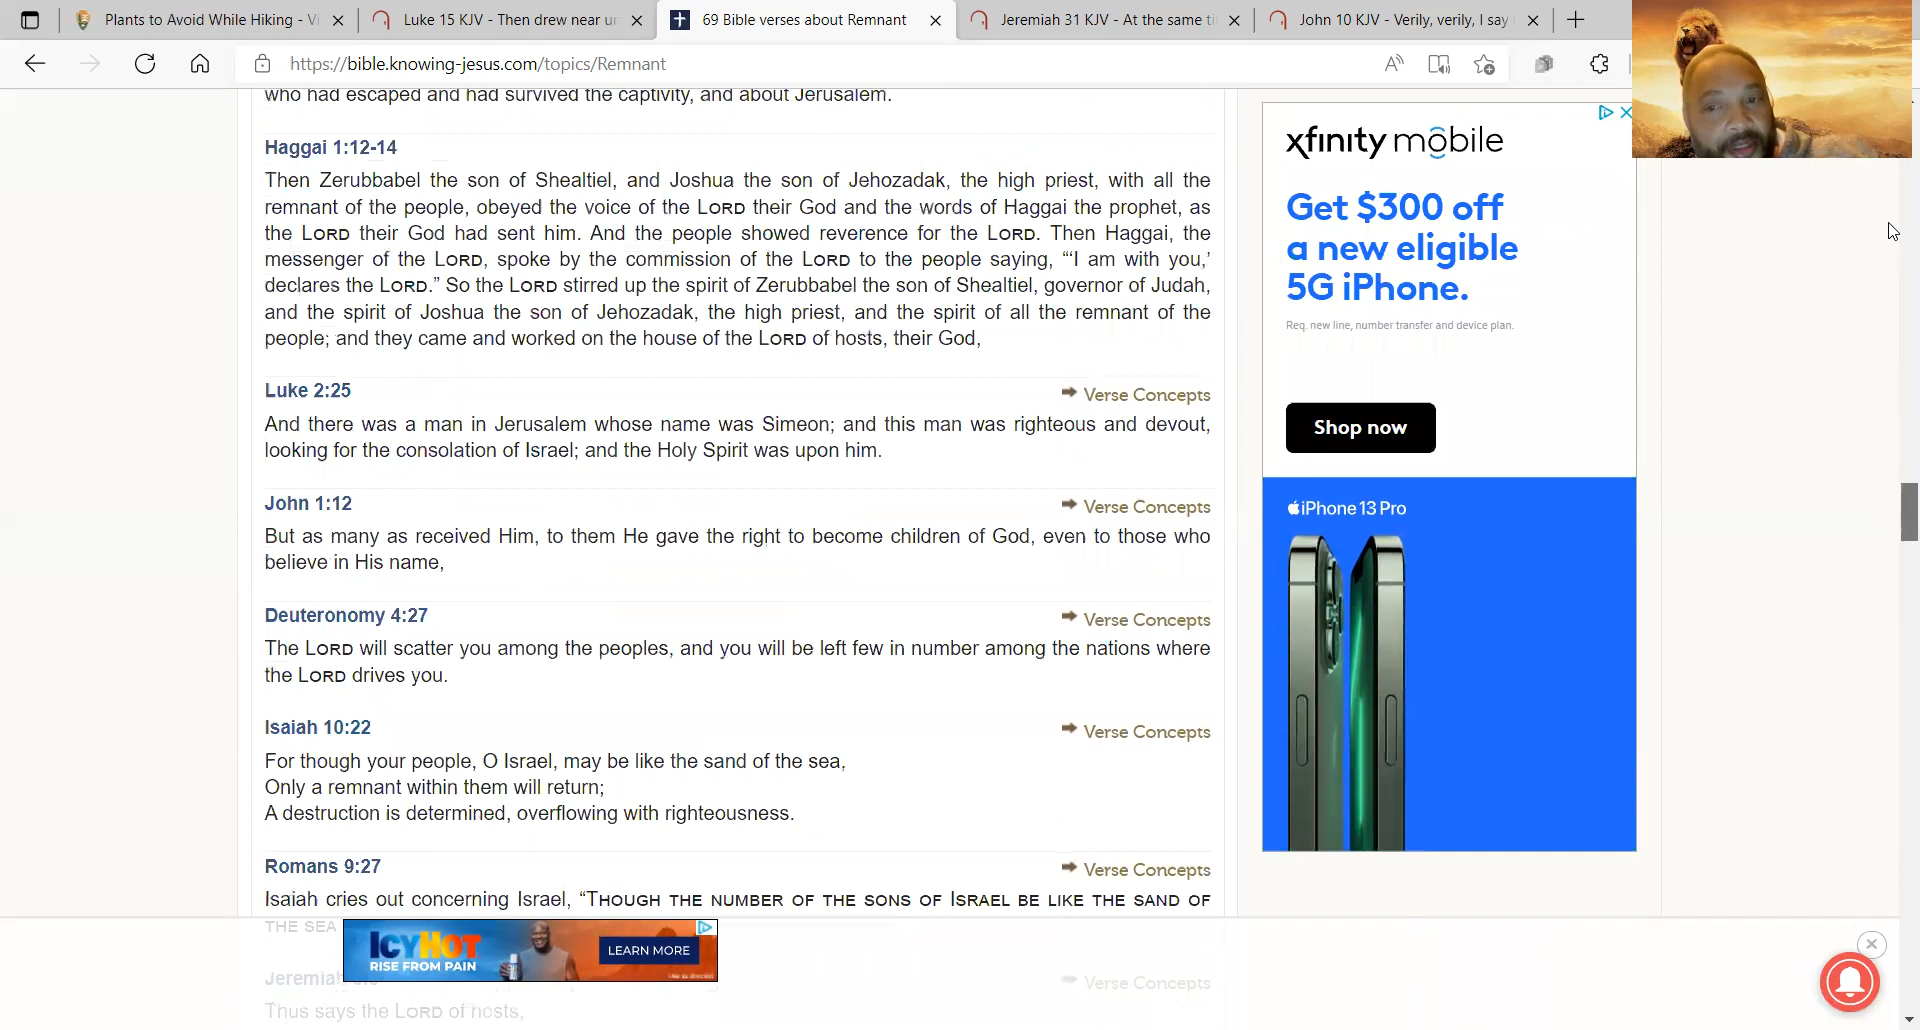 Plants to Avoid While Hiking - Vi
Luke 15 KJV - Then drew near un
69 Bible verses about Remnant
Jeremiah 31 KJV - At the same ti
John 10 KJV - Verily, verily, I say
https://bible.knowing-jesus.com/topics/Remnant
who had escaped and had survived the captivity, and about Jerusalem.
Haggai 1:12-14
Then Zerubbabel the son of Shealtiel, and Joshua the son of Jehozadak, the high priest, with all the
remnant of the people, obeyed the voice of the LORD their God and the words of Haggai the prophet, as
the LORD their God had sent him. And the people showed reverence for the LORD. Then Haggai, the
messenger of the LORD, spoke by the commission of the LORD to the people saying, “‘I am with you,’
declares the LORD.” So the LORD stirred up the spirit of Zerubbabel the son of Shealtiel, governor of Judah,
and the spirit of Joshua the son of Jehozadak, the high priest, and the spirit of all the remnant of the
people; and they came and worked on the house of the LORD of hosts, their God,
Luke 2:25
Verse Concepts
And there was a man in Jerusalem whose name was Simeon; and this man was righteous and devout,
looking for the consolation of Israel; and the Holy Spirit was upon him.
John 1:12
Verse Concepts
But as many as received Him, to them He gave the right to become children of God, even to those who
believe in His name,
Deuteronomy 4:27
Verse Concepts
The LORD will scatter you among the peoples, and you will be left few in number among the nations where
the LORD drives you.
Isaiah 10:22
Verse Concepts
For though your people, O Israel, may be like the sand of the sea,
Only a remnant within them will return;
A destruction is determined, overflowing with righteousness.
Romans 9:27
Verse Concepts
Isaiah cries out concerning Israel, “THOUGH THE NUMBER OF THE SONS OF ISRAEL BE LIKE THE SAND OF
THE SEA
Jeremiah
Verse Concepts
Thus says the LORD of hosts,
xfinity mobile
Get $300 off
a new eligible
5G iPhone.
Req. new line, number transfer and device plan.
Shop now
iPhone 13 Pro
ICY HOT
RISE FROM PAIN
LEARN MORE
Use as directed.